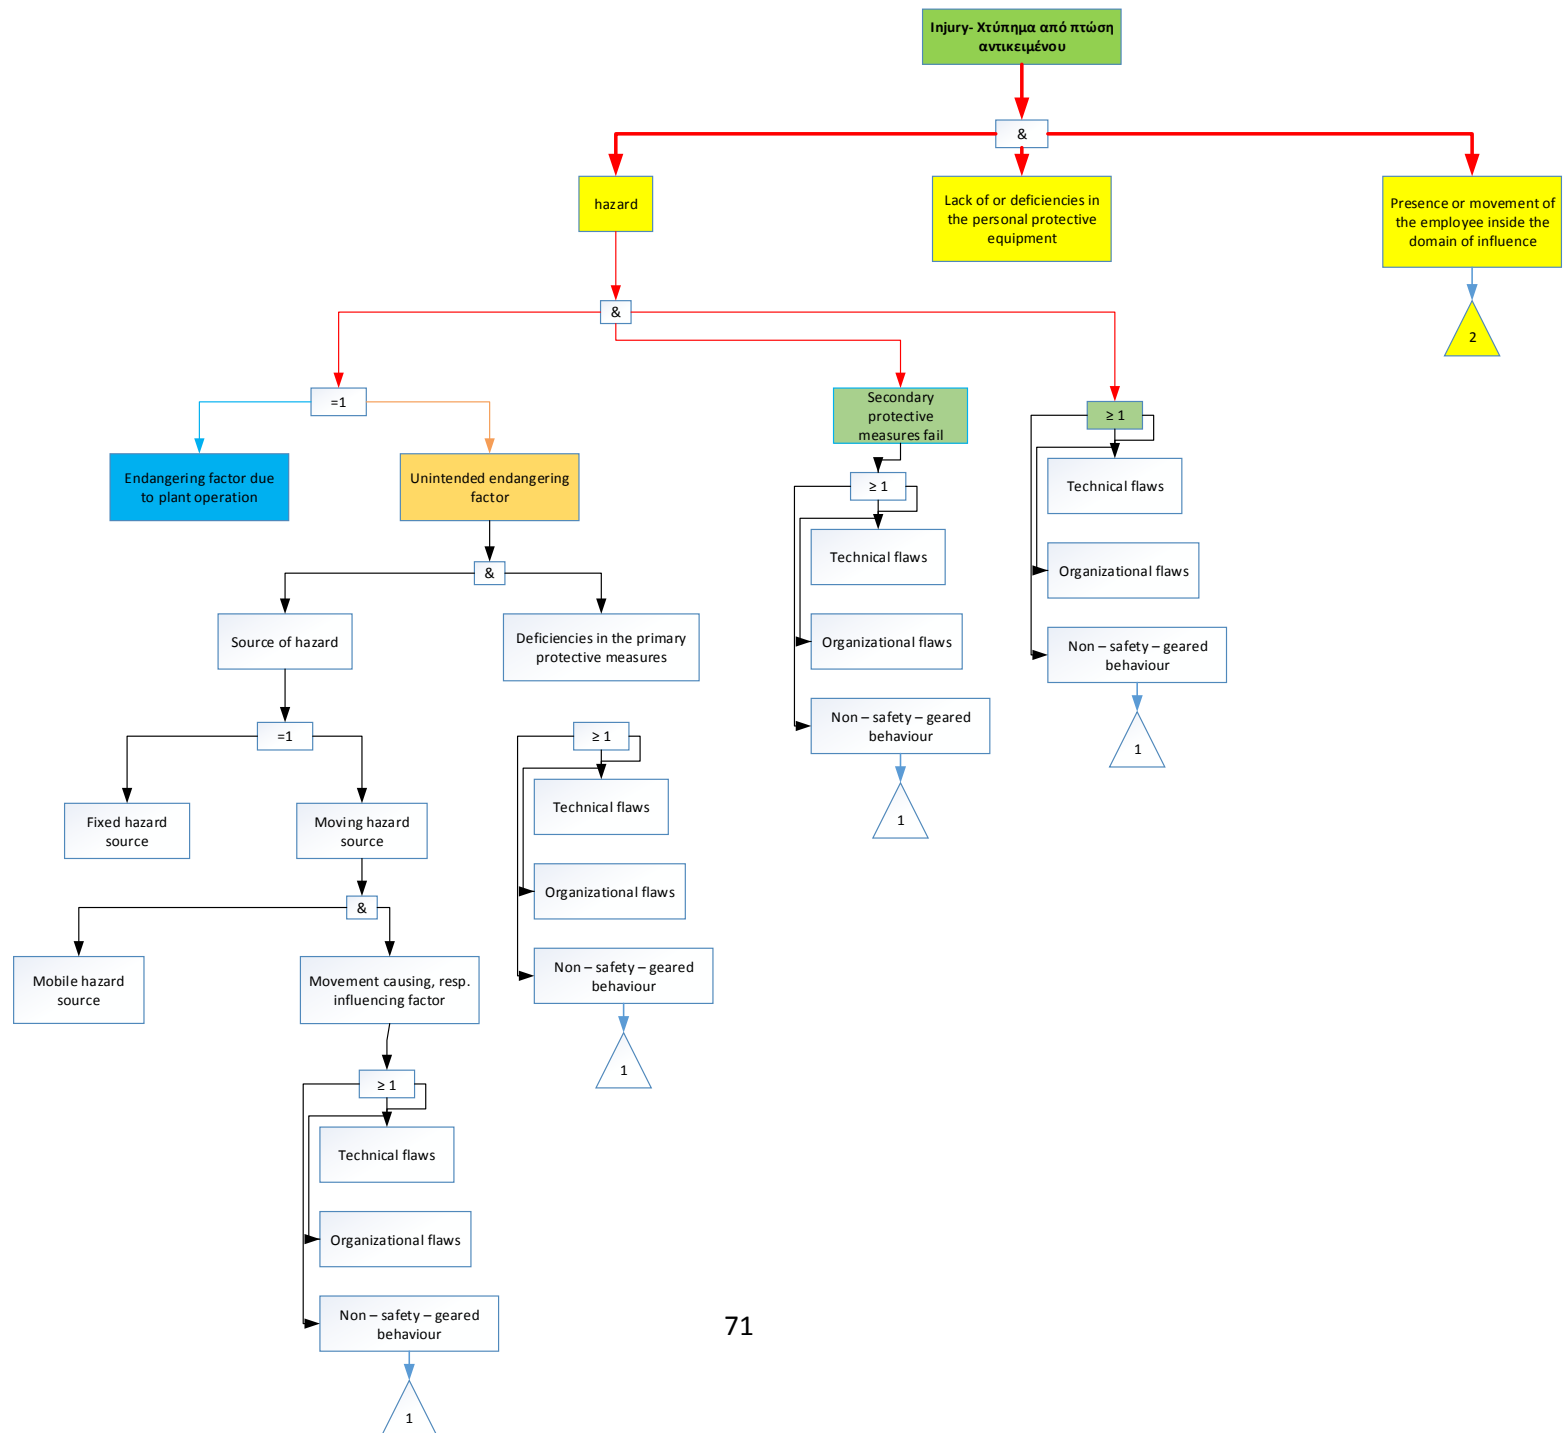 Injury- Χτύπημα από πτώση
αντικειμένου
&
hazard
Lack of or deficiencies in
the personal protective
equipment
Presence or movement of
the employee inside the
domain of influence
&
2
=1
Secondary
protective
measures fail
≥ 1
Endangering factor due
to plant operation
Unintended endangering
factor
≥ 1
Technical flaws
Technical flaws
&
Organizational flaws
Source of hazard
Deficiencies in the primary
protective measures
Organizational flaws
Non – safety – geared
behaviour
Non – safety – geared
behaviour
=1
≥ 1
1
Fixed hazard
source
Moving hazard
source
Technical flaws
1
&
Organizational flaws
Mobile hazard
source
Movement causing, resp.
influencing factor
Non – safety – geared
behaviour
1
≥ 1
Technical flaws
Organizational flaws
Non – safety – geared
behaviour
71
1